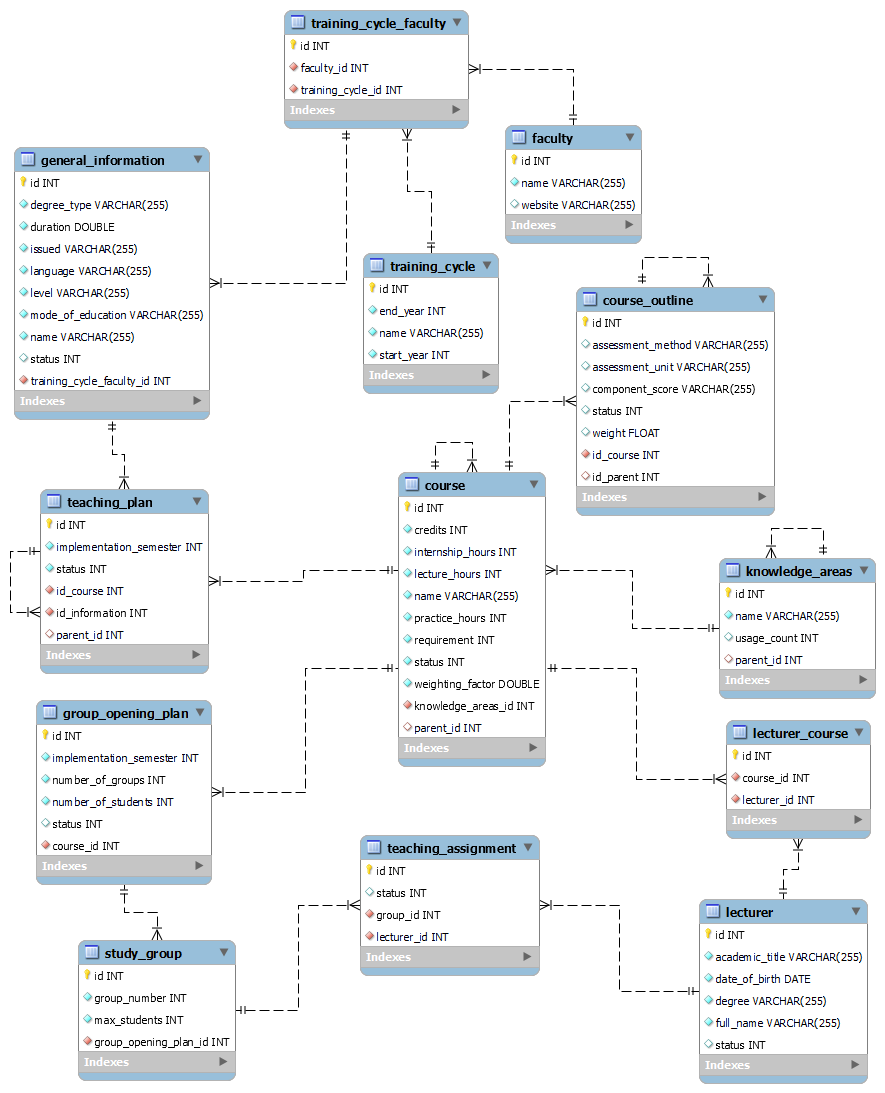 training_cycle_faculty
id INT
faculty_id INT
training_cycle_id INT
Indexes
faculty
id INT
name VARCHAR(255)
website VARCHAR(255)
Indexes
general_information
id INT
degree_type VARCHAR(255)
duration DOUBLE
issued VARCHAR(255)
language VARCHAR(255)
level VARCHAR(255)
mode_of_education VARCHAR(255)
name VARCHAR(255)
status INT
training_cycle_faculty_id INT
Indexes
training_cycle
id INT
end_year INT
name VARCHAR(255)
start_year INT
Indexes
course_outline
id INT
assessment_method VARCHAR(255)
assessment_unit VARCHAR(255)
component_score VARCHAR(255)
status INT
weight FLOAT
id_course INT
id_parent INT
Indexes
teaching_plan
id INT
implementation_semester INT
status INT
id_course INT
id_information INT
parent_id INT
Indexes
course
id INT
credits INT
internship_hours INT
lecture_hours INT
name VARCHAR(255)
practice_hours INT
requirement INT
status INT
weighting_factor DOUBLE
knowledge_areas_id INT
parent_id INT
Indexes
knowledge_areas
id INT
name VARCHAR(255)
usage_count INT
parent_id INT
Indexes
group_opening_plan
id INT
implementation_semester INT
number_of_groups INT
number_of_students INT
status INT
course_id INT
Indexes
lecturer_course
id INT
course_id INT
lecturer_id INT
Indexes
teaching_assignment
id INT
status INT
group_id INT
lecturer_id INT
Indexes
study_group
id INT
group_number INT
max_students INT
group_opening_plan_id INT
Indexes
lecturer
id INT
academic_title VARCHAR(255)
date_of_birth DATE
degree VARCHAR(255)
full_name VARCHAR(255)
status INT
Indexes